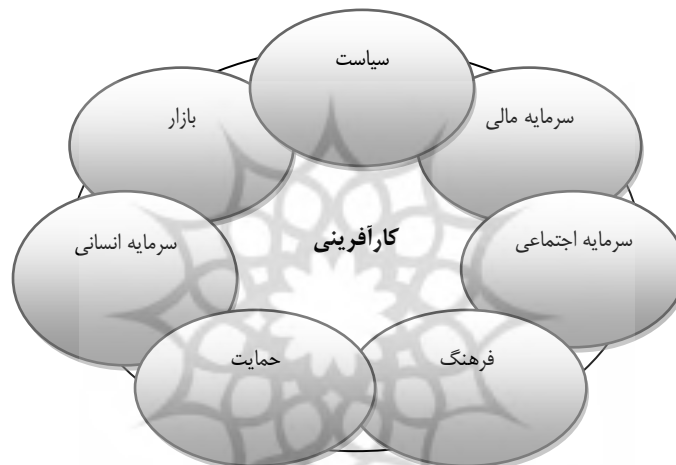 سیاست
سرمایه مالی
بازار
سرمایه اجتماعی
کارآفرینی
سرمایه انسانی
فرهنگ
حمایت